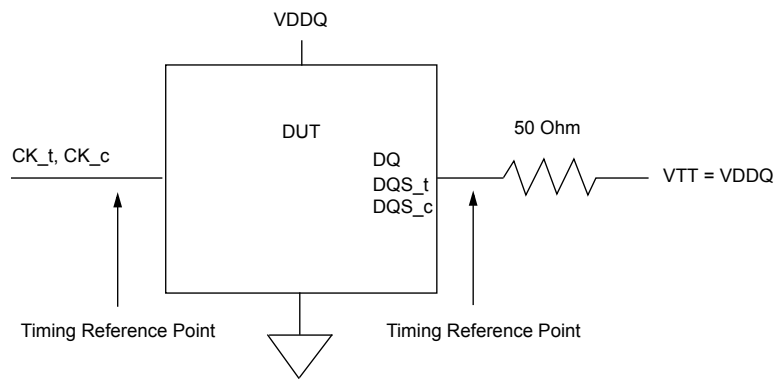 VDDQ
DUT
50 Ohm
CK_t, CK_c
DQ
DQS_t
DQS_c
VTT = VDDQ
Timing Reference Point
Timing Reference Point